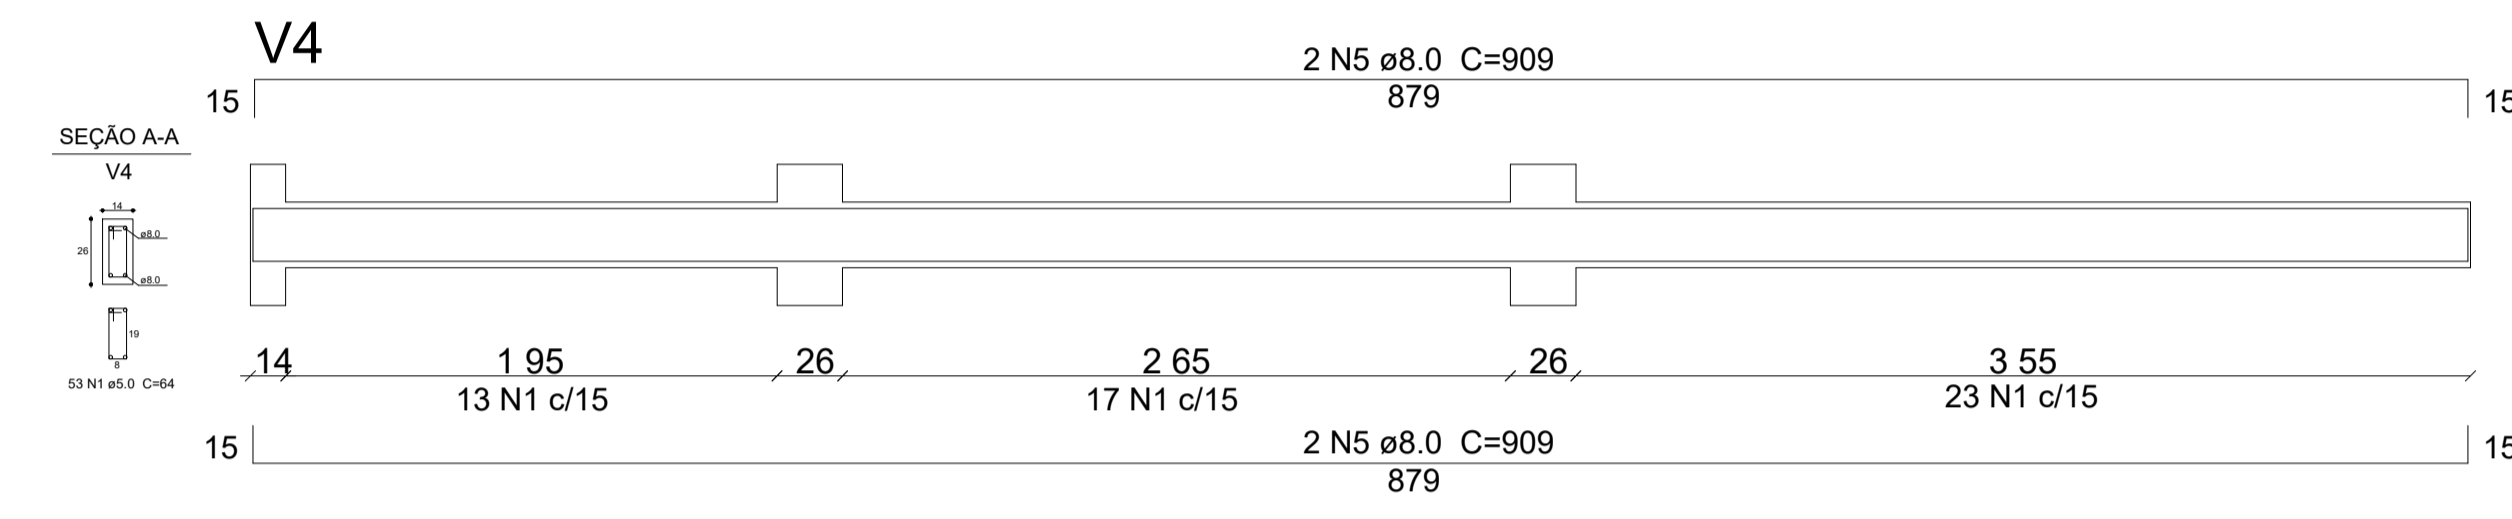 V4
2 N5 ø8.0 C=909
15
879
15
SEÇÃO A-A
V4
14
ø8.0
26
ø8.0
19
8
53 N1 ø5.0 C=64
14
1 95
26
2 65
26
3 55
13 N1 c/15
17 N1 c/15
23 N1 c/15
15
2 N5 ø8.0 C=909
15
879